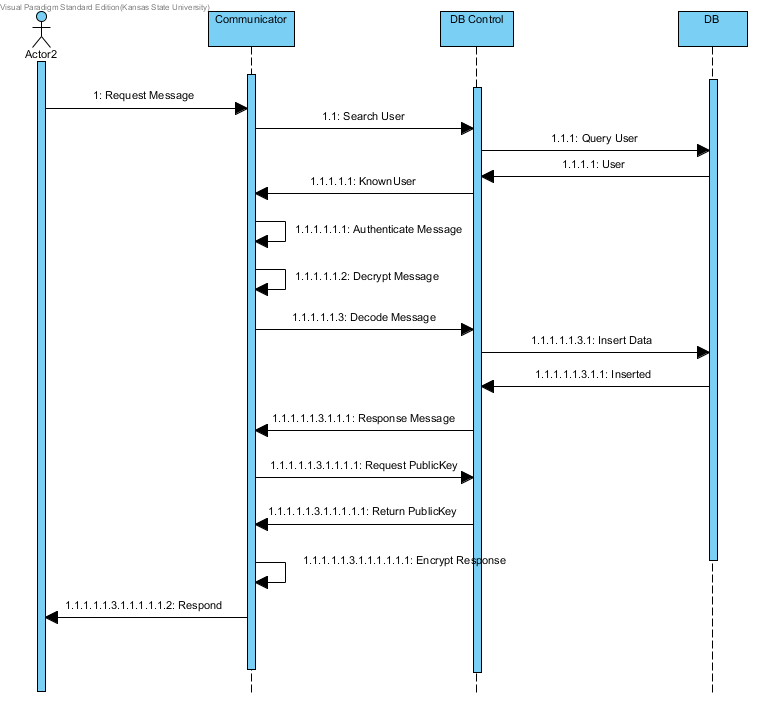 Visual Paradigm Standard Edition(Kansas State University)
Actor2
Communicator
DB Control
DB
1: Request Message
1.1: Search User
1.1.1: Query User
1.1.1.1: User
1.1.1.1.1: KnownUser
1.1.1.1.1.1: Authenticate Message
1.1.1.1.1.2: Decrypt Message
1.1.1.1.1.3: Decode Message
1.1.1.1.1.3.1: Insert Data
1.1.1.1.1.3.1.1: Inserted
1.1.1.1.1.3.1.1.1: Response Message
1.1.1.1.1.3.1.1.1.1: Request PublicKey
1.1.1.1.1.3.1.1.1.1.1: Return PublicKey
1.1.1.1.1.3.1.1.1.1.1.1: Encrypt Response
1.1.1.1.1.3.1.1.1.1.1.2: Respond